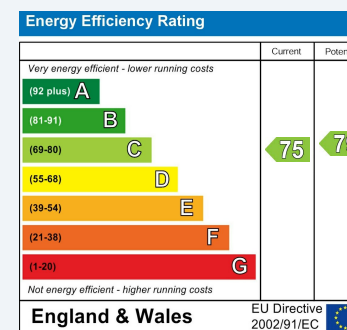 Energy Efficiency Rating
Current
Very energy efficient - lower running costs
(92 plus) A
(81-91) B
(69-80) C
75
(55-68) D
(39-54) E
(21-38) F
(1-20) G
Not energy efficient - higher running costs
England & Wales
EU Directive
2002/91/EC